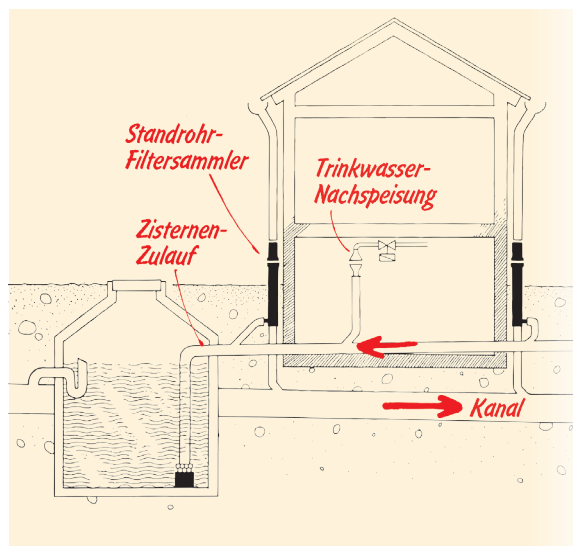 Standrohr-
Filtersammler
Trinkwasser-
Nachspeisung
Zisternen-
Zulauf
Kanal